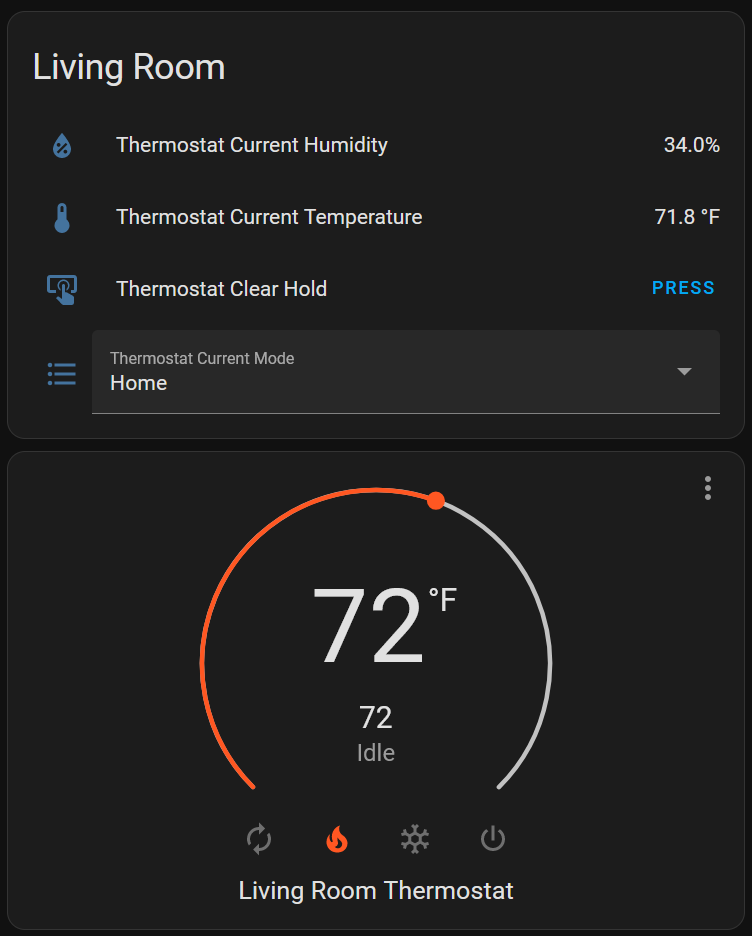 Living Room
Thermostat Current Humidity 34.0%
Thermostat Current Temperature 71.8 °F
Thermostat Clear Hold PRESS
Thermostat Current Mode
Home
72 °F
72
Idle
Living Room Thermostat